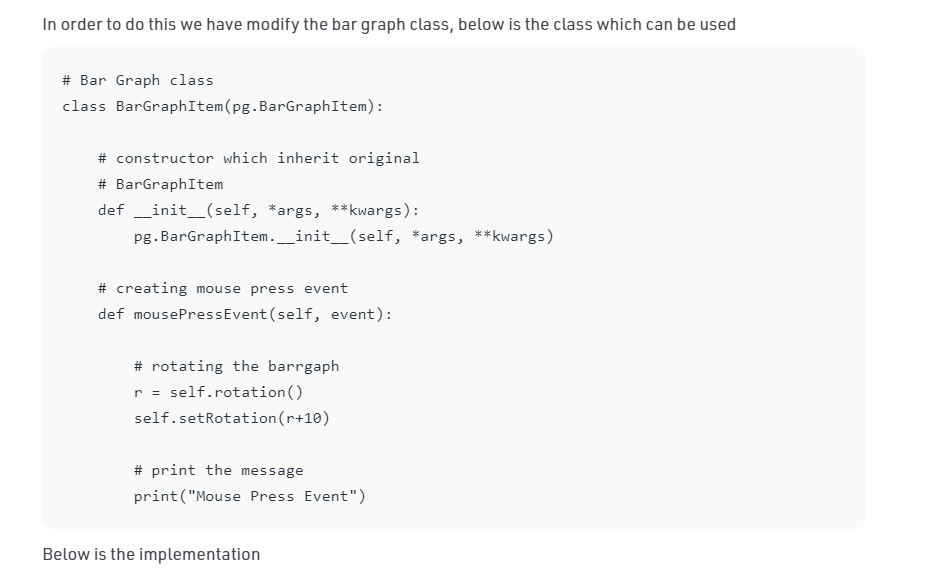 In order to do this we have modify the bar graph class, below is the class which can be used
# Bar Graph class
class BarGraphItem(pg.BarGraphItem):
# constructor which inherit original
# BarGraphItem
def __init__(self, *args, **kwargs):
pg.BarGraphItem.__init__(self, *args, **kwargs)
# creating mouse press event
def mousePressEvent(self, event):
# rotating the barrgaph
r = self.rotation()
self.setRotation(r+10)
# print the message
print("Mouse Press Event")
Below is the implementation